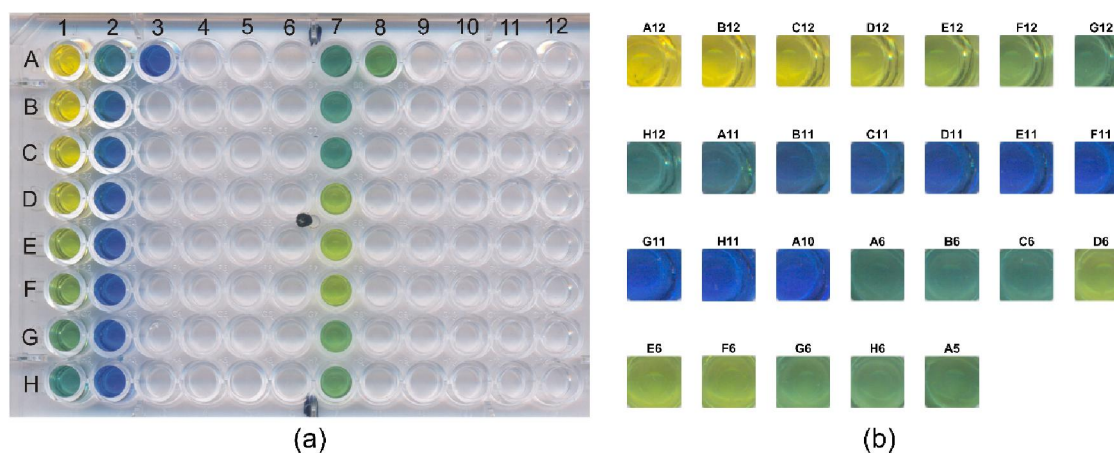 1 2 3 4 5 6 7 8 9 10 11 12
A
B
C
D
E
F
G
H
(a)
A12 B12 C12 D12 E12 F12 G12
H12 A11 B11 C11 D11 E11 F11
G11 H11 A10 A6 B6 C6 D6
E6 F6 G6 H6 A5
(b)